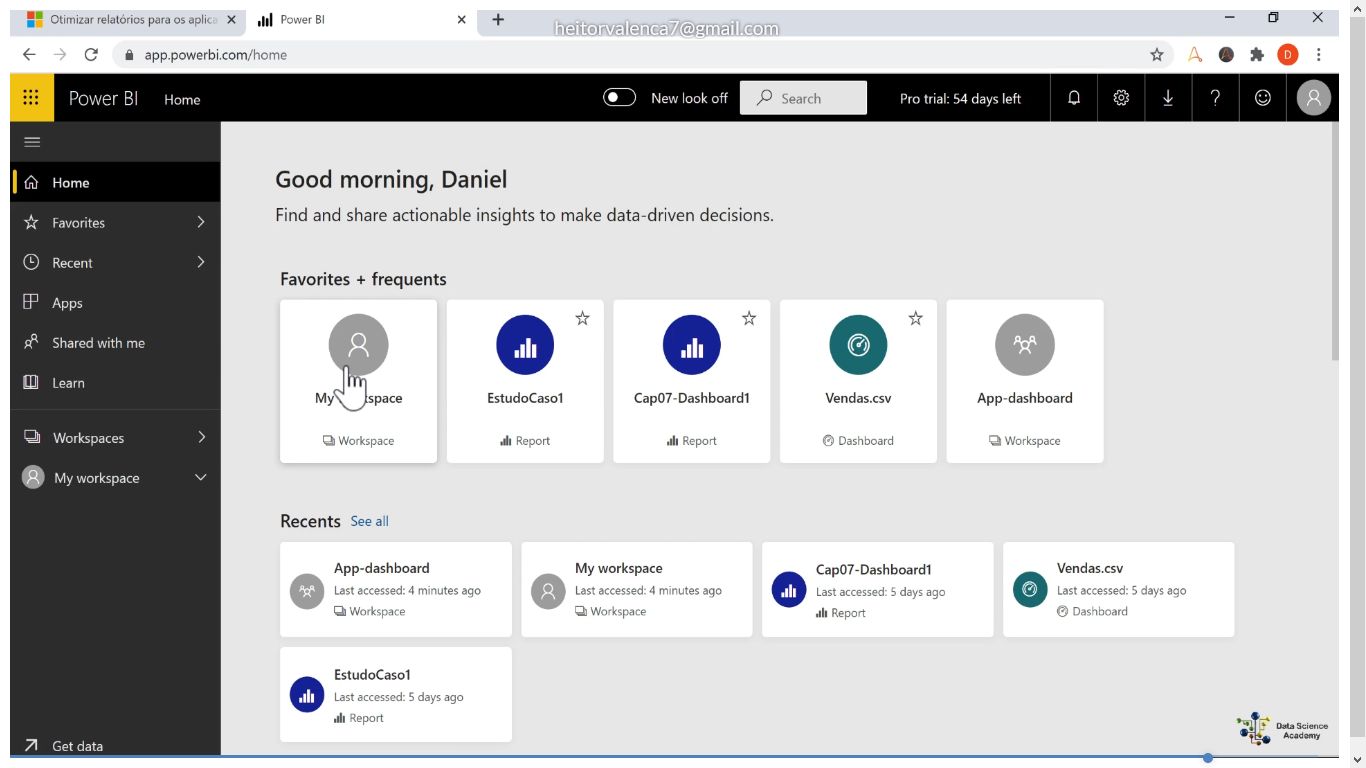 Otimizar relatórios para os aplica
Power BI
heitorvalenca7@gmail.com
app.powerbi.com/home
D
Power BI
Home
New look off
Search
Pro trial: 54 days left
Home
Favorites
Recent
Apps
Shared with me
Learn
Workspaces
My workspace
Get data
Good morning, Daniel
Find and share actionable insights to make data-driven decisions.
Favorites + frequents
My workspace
Workspace
EstudoCaso1
Report
Cap07-Dashboard1
Report
Vendas.csv
Dashboard
App-dashboard
Workspace
Recents See all
App-dashboard
Last accessed: 4 minutes ago
Workspace
My workspace
Last accessed: 4 minutes ago
Workspace
Cap07-Dashboard1
Last accessed: 5 days ago
Report
Vendas.csv
Last accessed: 5 days ago
Dashboard
EstudoCaso1
Last accessed: 5 days ago
Report
Data Science
Academy